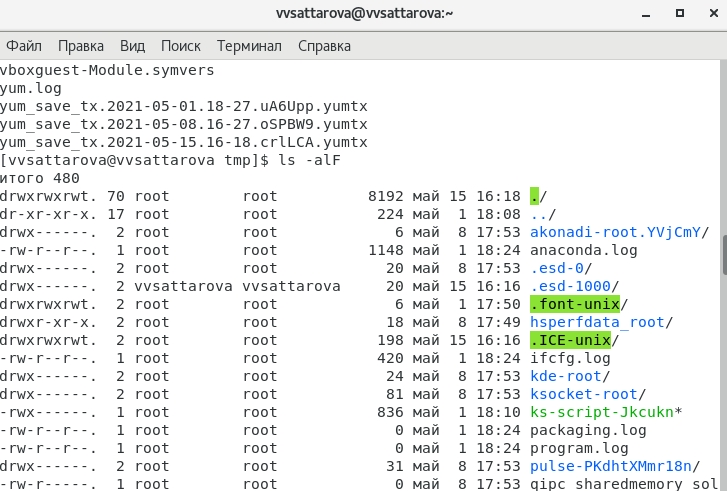 vvsattarova@vvsattarova:~
Файл Правка Вид Поиск Терминал Справка
vboxguest-Module.symvers
yum.log
yum_save_tx.2021-05-01.18-27.uA6Upp.yumtx
yum_save_tx.2021-05-08.16-27.oSPBW9.yumtx
yum_save_tx.2021-05-15.16-18.crlLCA.yumtx
[vvsattarova@vvsattarova tmp]$ ls -alF
итого 480
drwxrwxrwt. 70 root root 8192 май 15 16:18 ./
dr-xr-xr-x. 17 root root 224 май 1 18:08 ../
drwx------. 2 root root 6 май 8 17:53 akonadi-root.YVjCmY/
-rw-r--r--. 1 root root 1148 май 1 18:24 anaconda.log
drwx------. 2 root root 20 май 8 17:53 .esd-0/
drwx------. 2 vvsattarova vvsattarova 20 май 15 16:16 .esd-1000/
drwxrwxrwt. 2 root root 6 май 1 17:50 .font-unix/
drwxr-xr-x. 2 root root 18 май 8 17:49 hsperfdata_root/
drwxrwxrwt. 2 root root 198 май 15 16:16 .ICE-unix/
-rw-r--r--. 1 root root 420 май 1 18:24 ifcfg.log
drwx------. 2 root root 24 май 8 17:53 kde-root/
drwx------. 2 root root 81 май 8 17:53 ksocket-root/
-rwx------. 1 root root 836 май 1 18:10 ks-script-Jkcukn*
-rw-r--r--. 1 root root 0 май 1 18:24 packaging.log
-rw-r--r--. 1 root root 0 май 1 18:24 program.log
drwx------. 2 root root 31 май 8 17:53 pulse-PKdhtXMmr18n/
-rw-r--r--. 1 root root 0 май 8 17:53 qipc_sharedmemory_sol